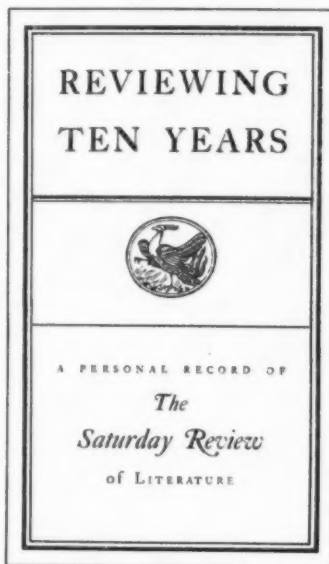 REVIEWING
TEN YEARS
A PERSONAL RECORD OF
The
Saturday Review
of LITERATURE